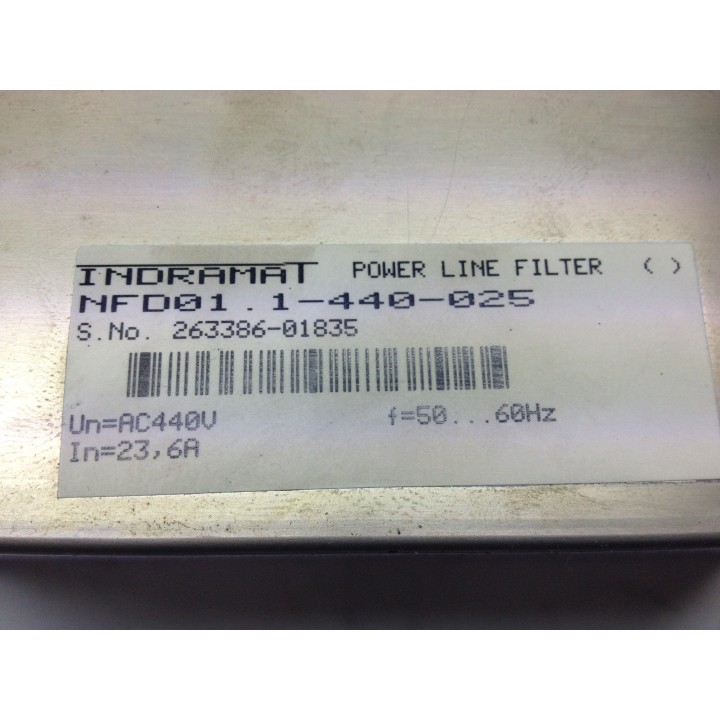 INDRAMAT POWER LINE FILTER ( )
NFD01.1-440-025
S.No. 263386-01835
Un=AC440V f=50...60Hz
In=23,6A